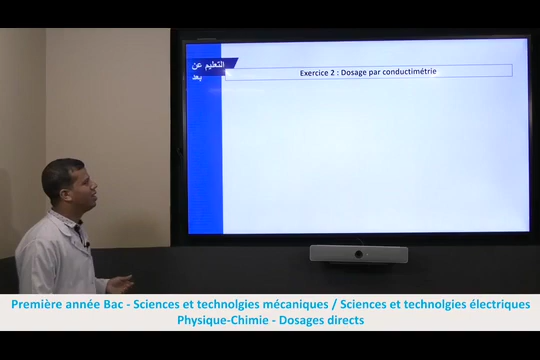 التعليم عن
بعد
Exercice 2 : Dosage par conductimétrie
Première année Bac - Sciences et technolgies mécaniques / Sciences et technolgies électriques
Physique-Chimie - Dosages directs